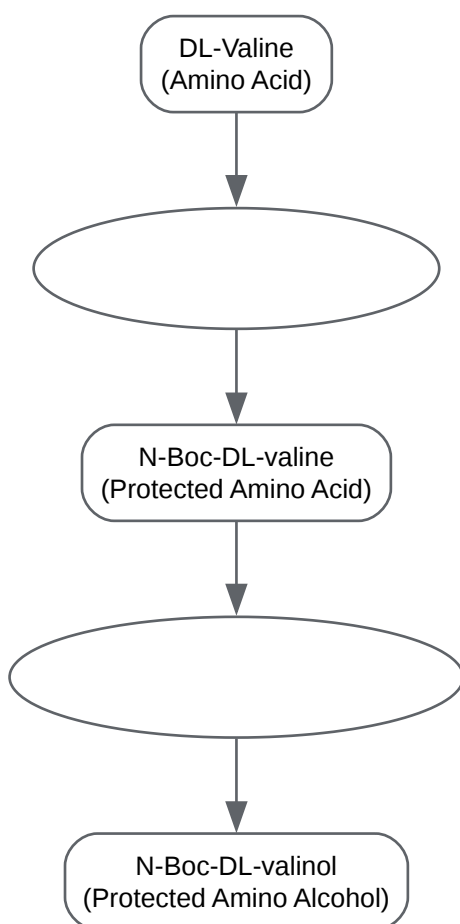 DL-Valine
(Amino Acid)
N-Boc-DL-valine
(Protected Amino Acid)
N-Boc-DL-valinol
(Protected Amino Alcohol)